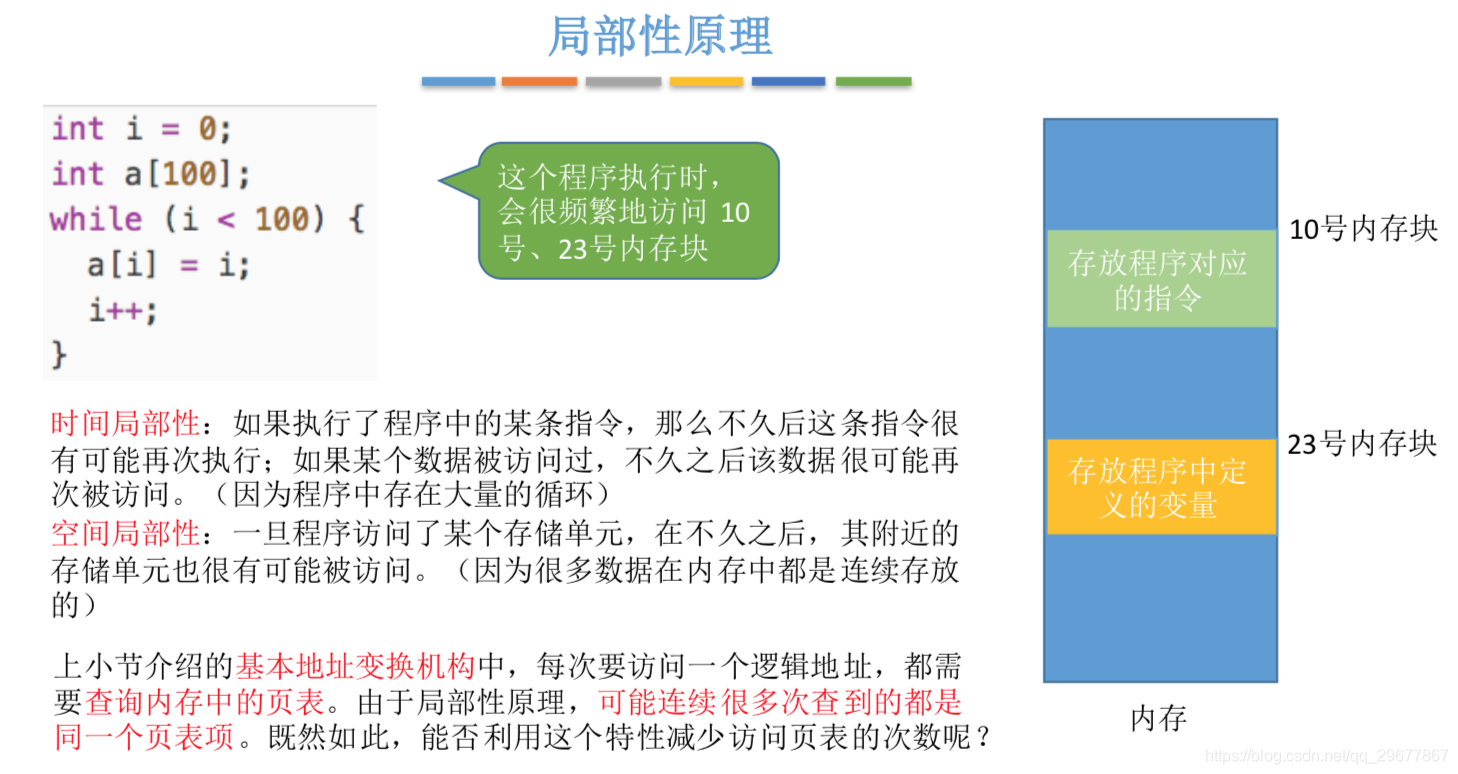 局部性原理
int i = 0;
int a[100];
while (i < 100) {
  a[i] = i;
  i++;
}
这个程序执行时，
会很频繁地访问 10
号、23号内存块
10号内存块
存放程序对应
的指令
23号内存块
存放程序中定
义的变量
内存
时间局部性：如果执行了程序中的某条指令，那么不久后这条指令很
有可能再次执行；如果某个数据被访问过，不久之后该数据很可能再
次被访问。（因为程序中存在大量的循环）
空间局部性：一旦程序访问了某个存储单元，在不久之后，其附近的
存储单元也很有可能被访问。（因为很多数据在内存中都是连续存放
的）
上小节介绍的基本地址变换机构中，每次要访问一个逻辑地址，都需
要查询内存中的页表。由于局部性原理，可能连续很多次查到的都是
同一个页表项。既然如此，能否利用这个特性减少访问页表的次数呢？
https://blog.csdn.net/qq_29677867